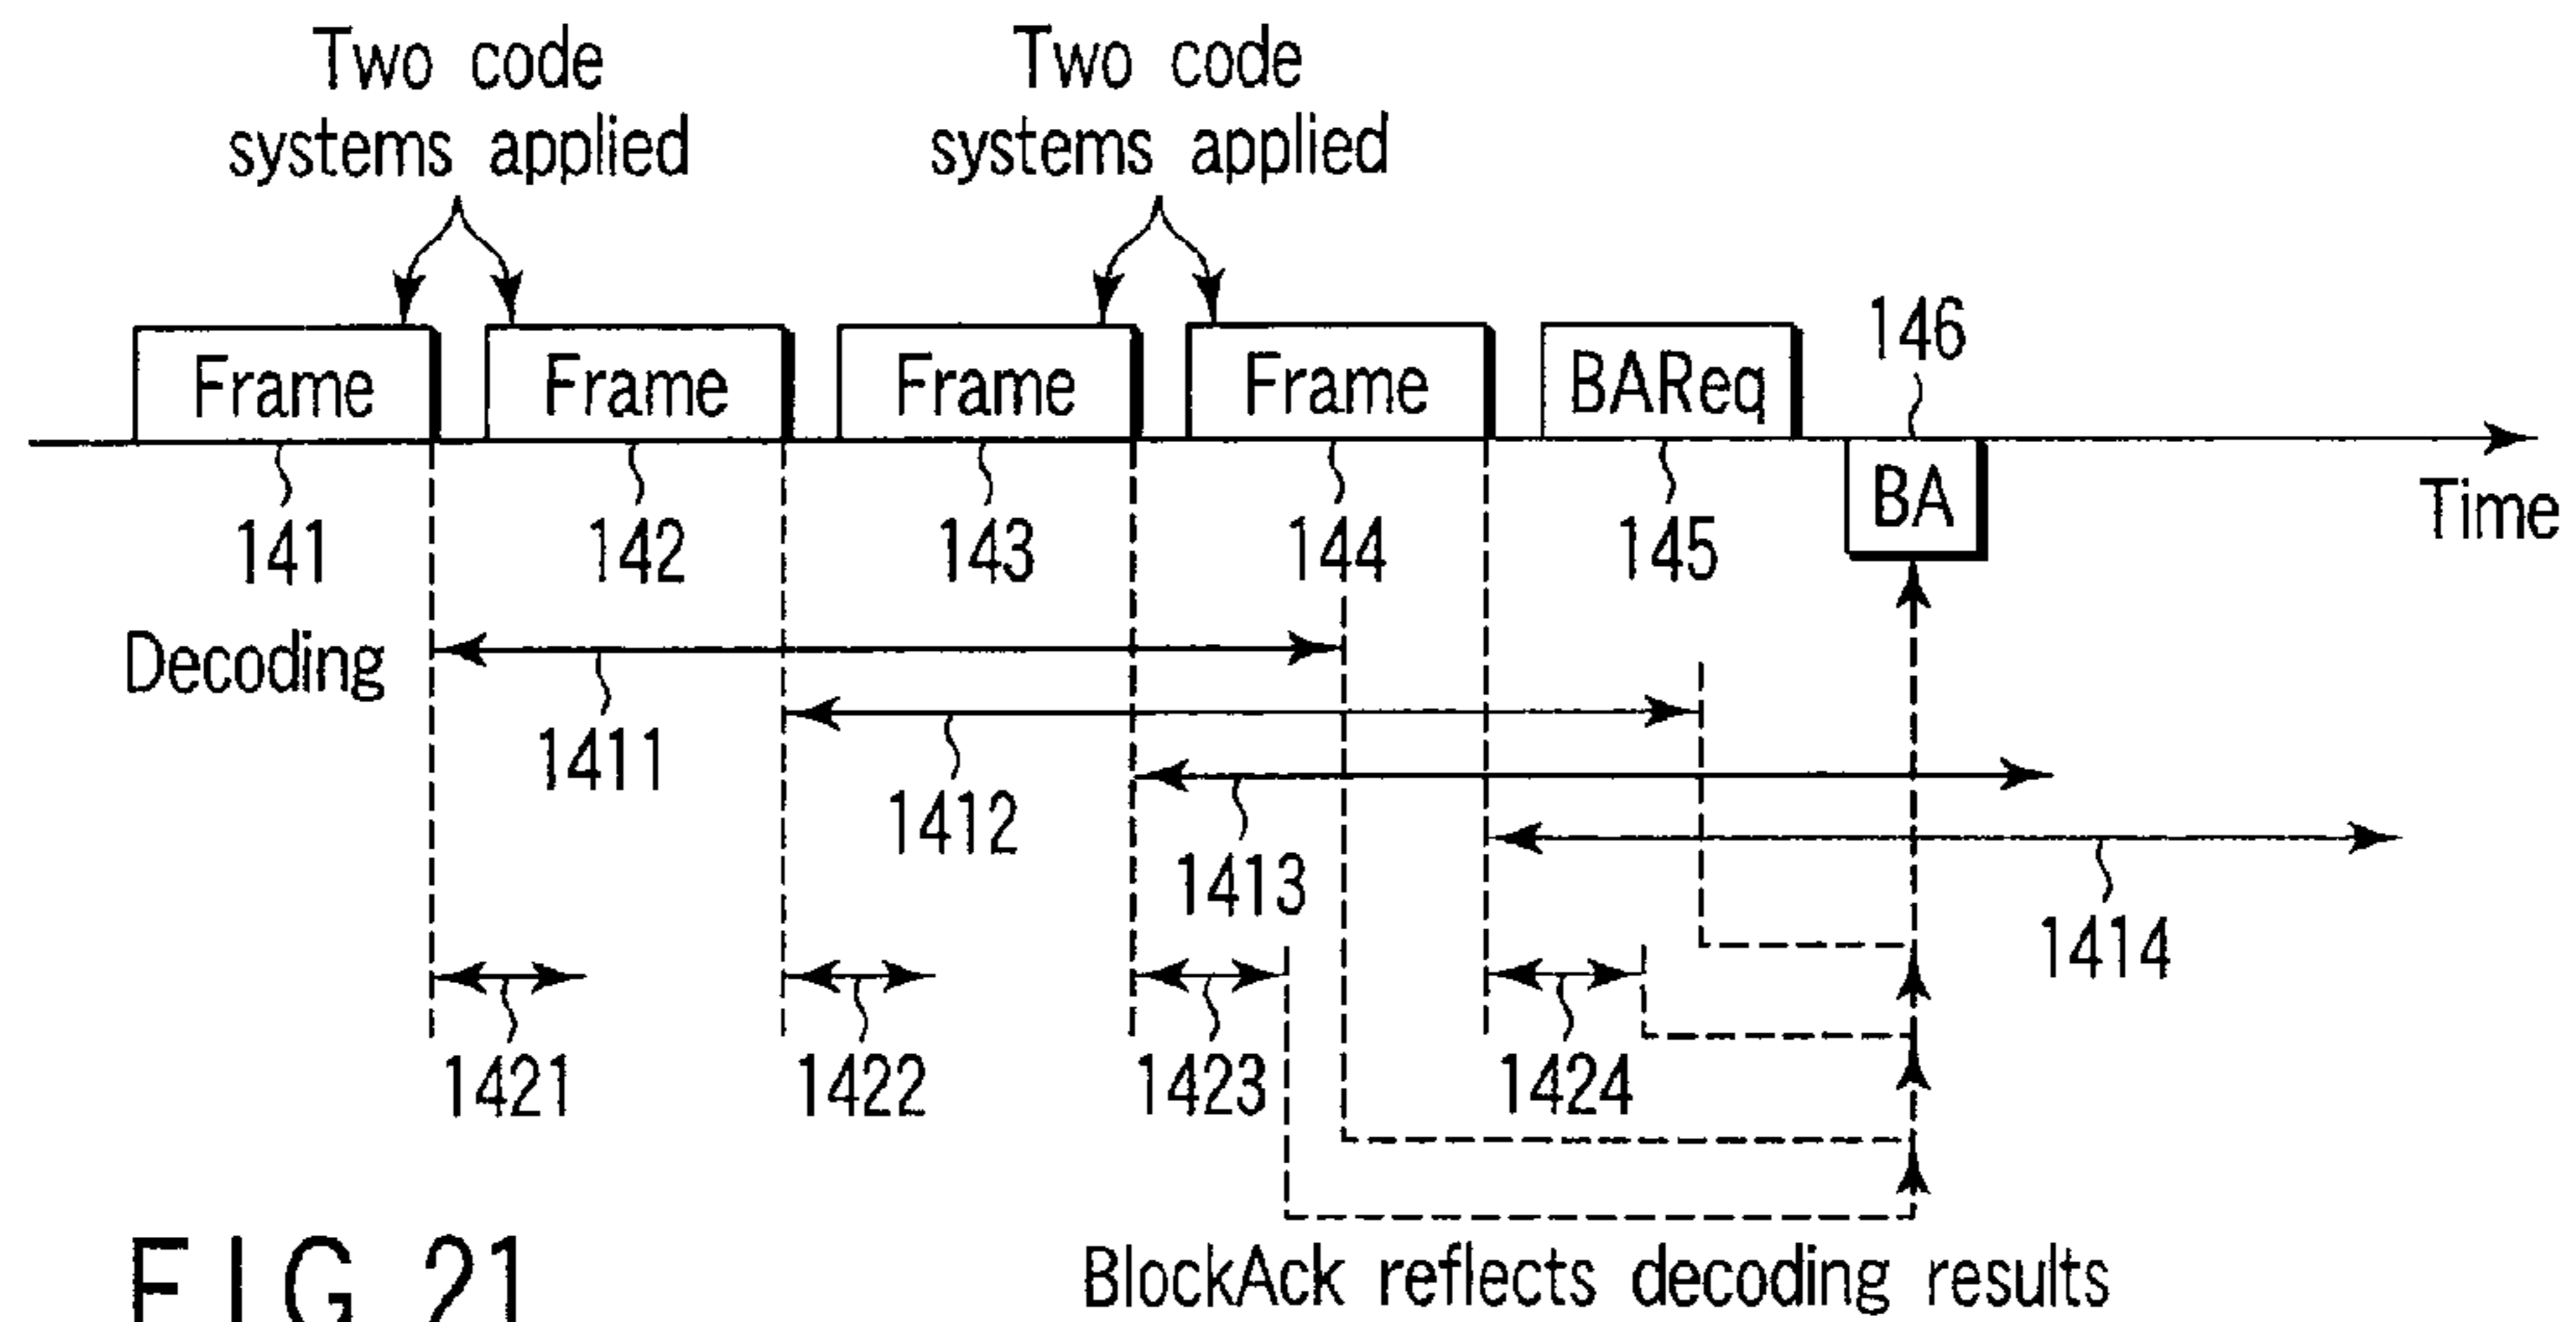 Two code
systems applied
Two code
systems applied
Frame
Frame
Frame
Frame
BAReq
146
BA
Time
141
142
143
144
145
Decoding
1411
1412
1413
1414
1421
1422
1423
1424
BlockAck reflects decoding results
FIG. 21